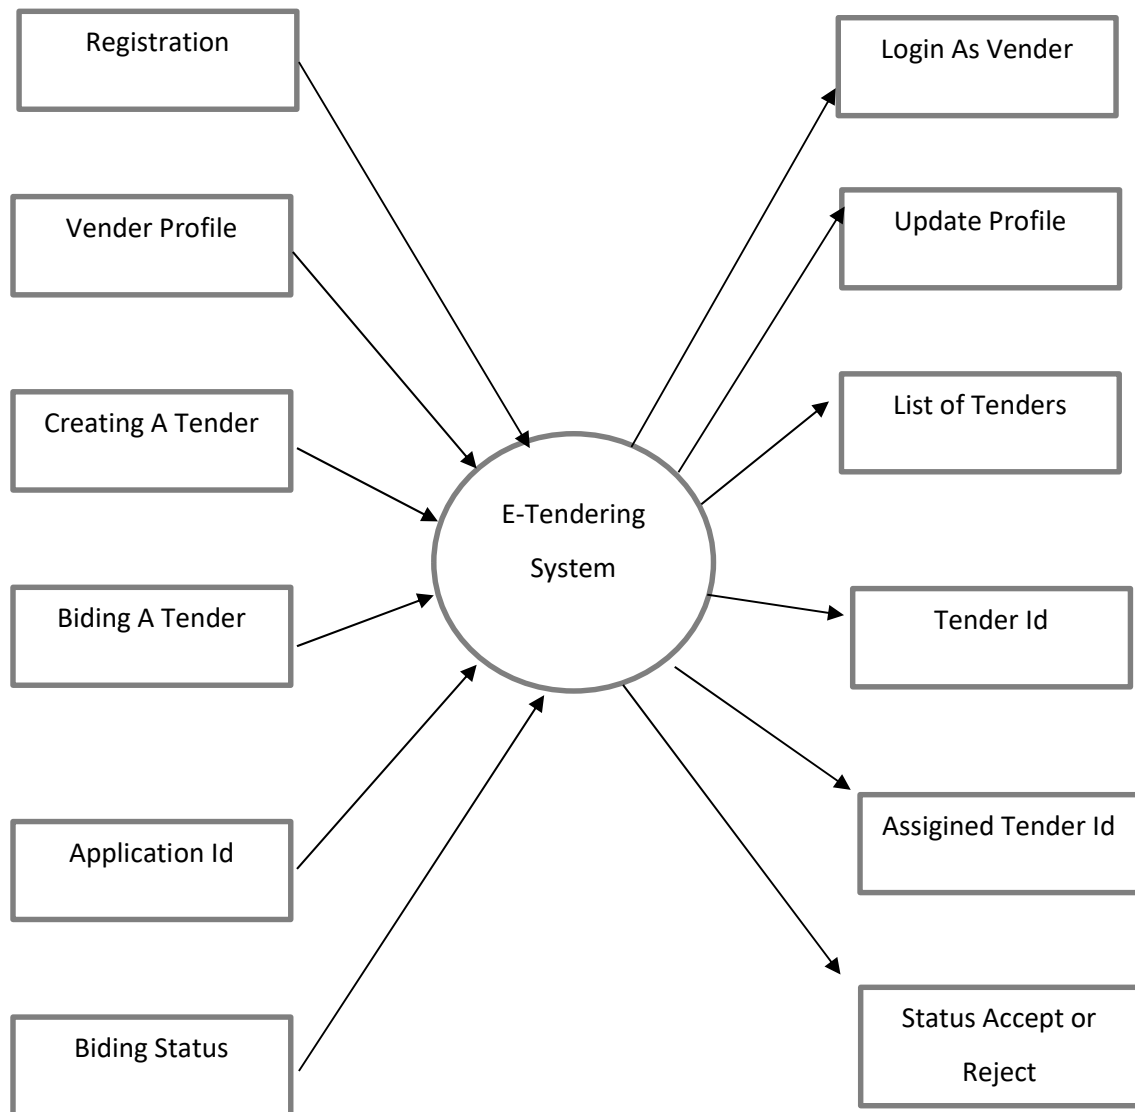 Registration
Login As Vender
Vender Profile
Update Profile
Creating A Tender
List of Tenders
E-Tendering
System
Biding A Tender
Tender Id
Application Id
Assigined Tender Id
Biding Status
Status Accept or
Reject